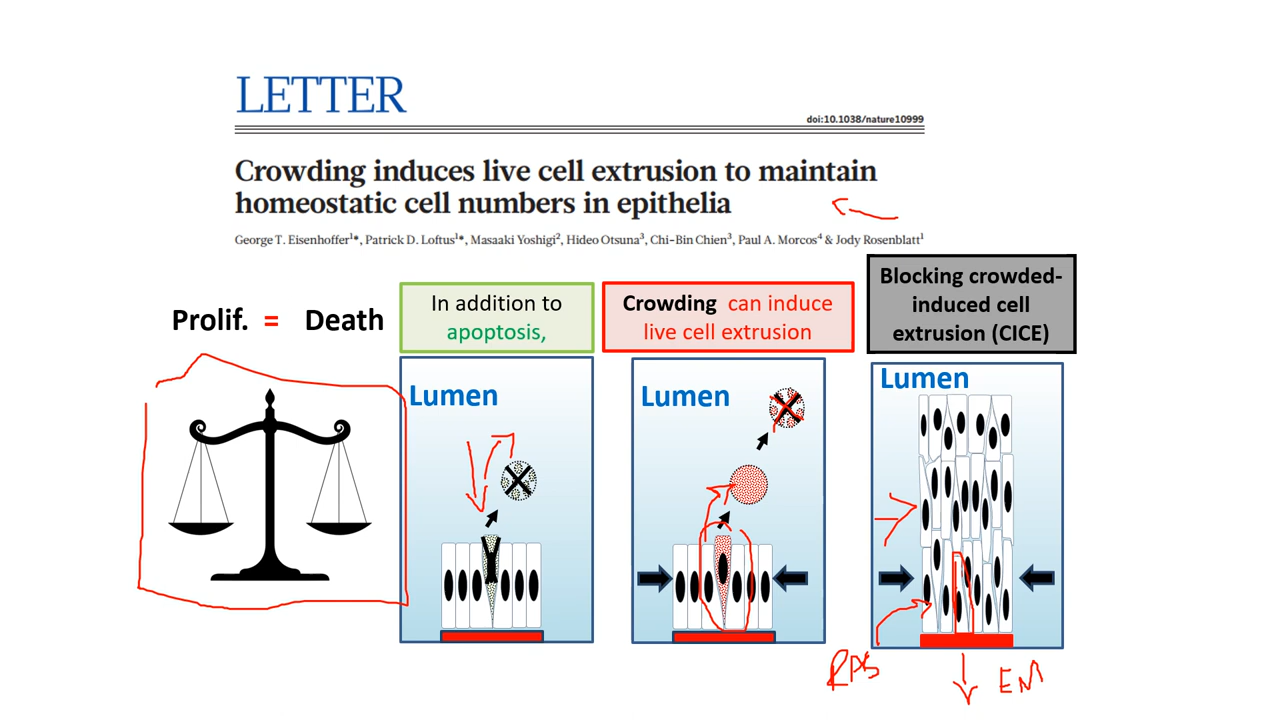 LETTER
doi:10.1038/nature10999
Crowding induces live cell extrusion to maintain
homeostatic cell numbers in epithelia
George T. Eisenhoffer¹*, Patrick D. Loftus¹*, Masaaki Yoshigi², Hideo Otsuna³, Chi-Bin Chien³, Paul A. Morcos⁴ & Jody Rosenblatt¹
Prolif. = Death
In addition to
apoptosis,
Lumen
Crowding can induce
live cell extrusion
Lumen
Blocking crowded-
induced cell
extrusion (CICE)
Lumen